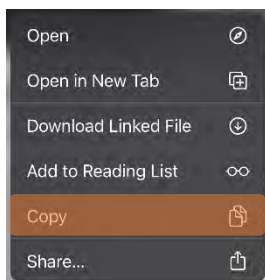 Open
Open in New Tab
Download Linked File
Add to Reading List
Copy
Share...